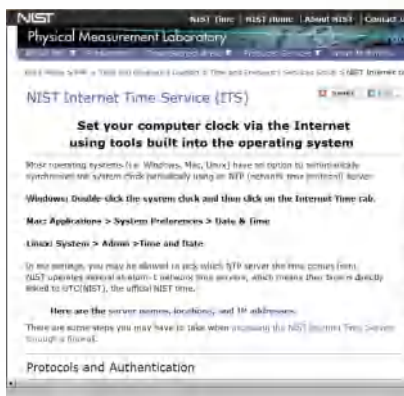 NIST
NIST Time | NIST Home | About NIST | Contact
Physical Measurement Laboratory
NIST Internet Time Service (ITS)
Set your computer clock via the Internet
using tools built into the operating system
Most operating systems (i.e. Windows, Mac, Linux) have an option to automatically
synchronize the system clock periodically using an NTP (network time protocol) server.
Windows: Double-click the system clock and then click on the Internet Time tab.
Mac: Applications > System Preferences > Date & Time
Linux: System > Admin >Time and Date
In the settings, you may be allowed to pick which NTP server the time comes from.
NIST operates several stratum-1 network time servers, which means their time is directly
linked to UTC(NIST), the official NIST time.
Here are the server names, locations, and IP addresses.
There are some steps you may have to take when accessing the NIST Internet Time Service
through a firewall.
Protocols and Authentication